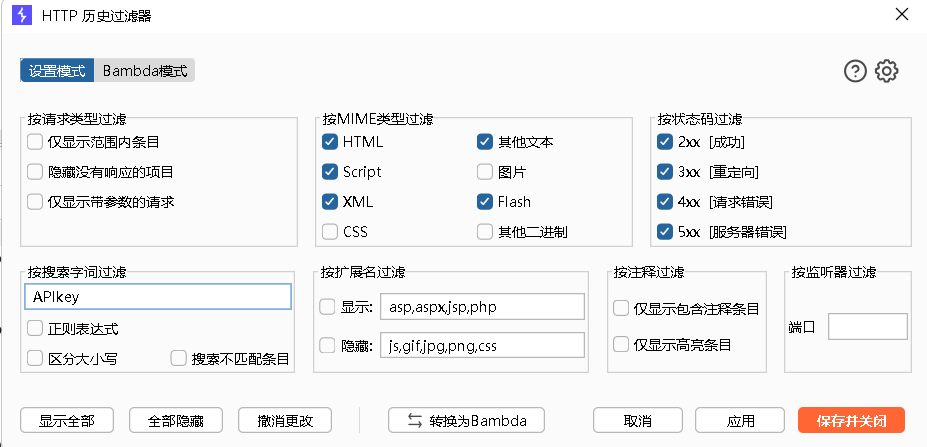 HTTP 历史过滤器
设置模式 Bambda模式
按请求类型过滤
仅显示范围内条目
隐藏没有响应的项目
仅显示带参数的请求
按MIME类型过滤
HTML 其他文本
Script 图片
XML Flash
CSS 其他二进制
按状态码过滤
2xx [成功]
3xx [重定向]
4xx [请求错误]
5xx [服务器错误]
按搜索字词过滤
APIkey
正则表达式
区分大小写 搜索不匹配条目
按扩展名过滤
显示: asp,aspx,jsp,php
隐藏: js,gif,jpg,png,css
按注释过滤
仅显示包含注释条目
仅显示高亮条目
按监听器过滤
端口
显示全部 全部隐藏 撤消更改 转换为Bambda 取消 应用 保存并关闭